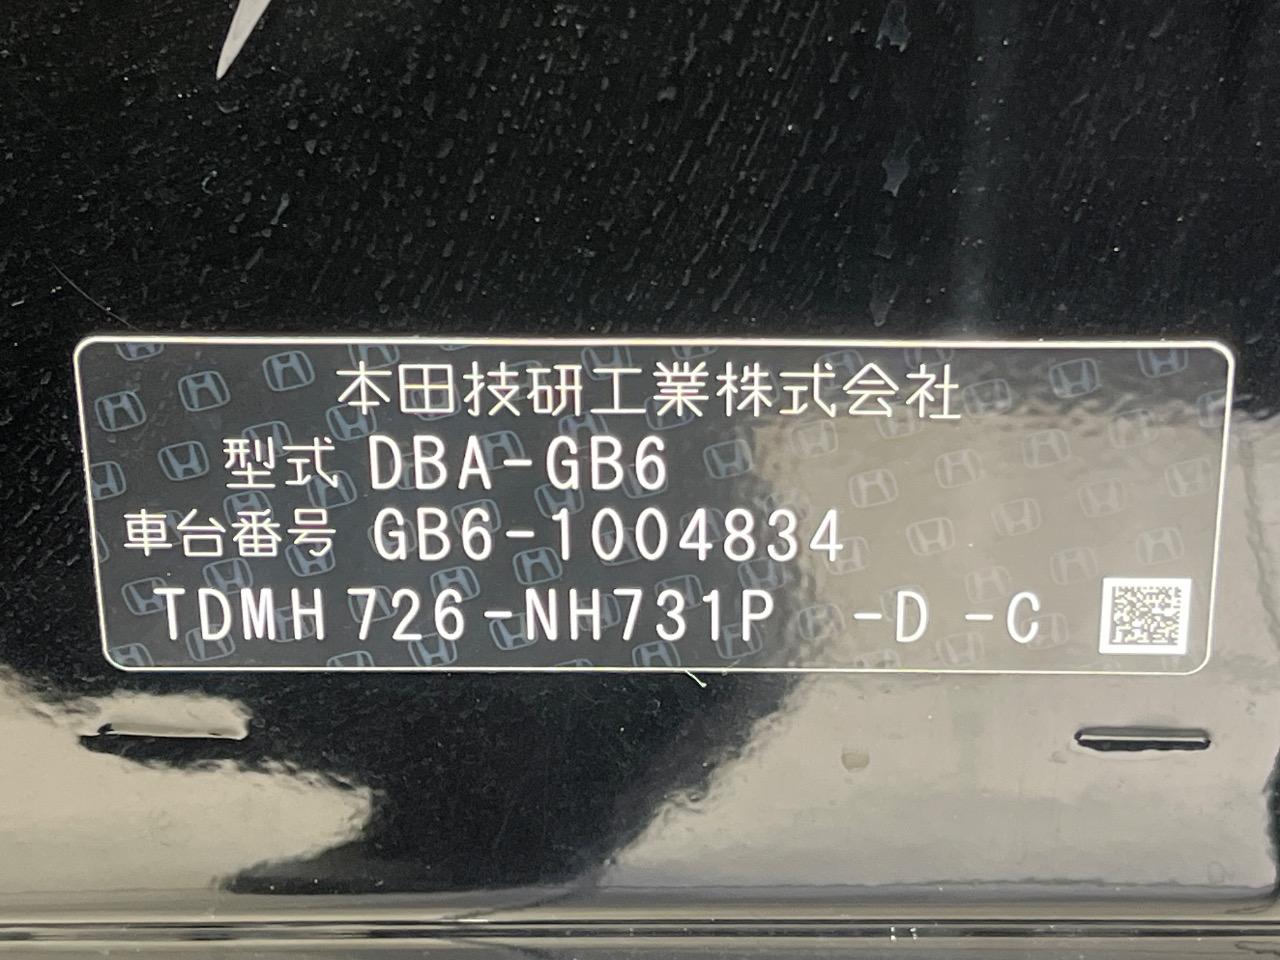 本田技研工業株式会社
型式 DBA-GB6
車台番号 GB6-1004834
TDMH726-NH731P -D -C